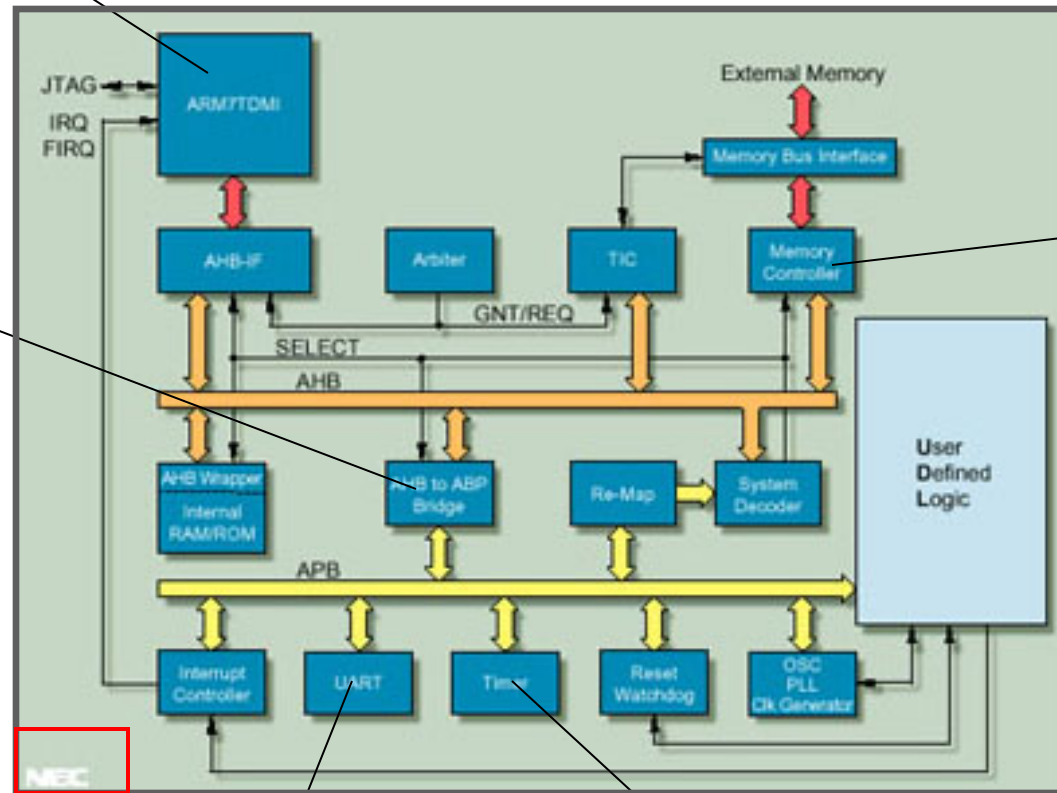 ARM7TDMI
JTAG
IRQ
FIRQ
External Memory
Memory Bus Interface
AHB-IF
Arbiter
TIC
Memory
Controller
GNT/REQ
SELECT
AHB
User
Defined
Logic
AHB Wrapper
Internal
RAM/ROM
AHB to ABP
Bridge
Re-Map
System
Decoder
APB
Interrupt
Controller
UART
Timer
Reset
Watchdog
OSC
PLL
Clk Generator
NEC